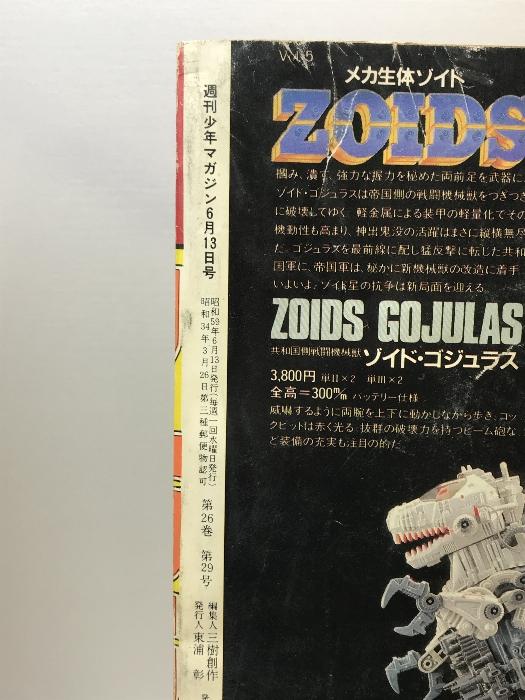 週刊少年マガジン6月13日号
昭和59年6月13日発行(毎週一回水曜日発行)
昭和34年3月26日第三種郵便物認可
第26巻 第29号
編集人 三樹創作
発行人 東浦 彰
Vol.5
メカ生体ゾイド
ZOIDS
掴み、潰す、強力な握力を秘めた両前足を武器に、
ゾイド・ゴジュラスは帝国側の戦闘機械獣をつぎつぎ
に破壊してゆく。軽金属による装甲の軽量化でその
機動性も高まり、神出鬼没の活躍はまさに縦横無尽
だ。ゴジュラスを最前線に配し猛反撃に転じた共和
国軍に、帝国軍は、秘かに新機械獣の改造に着手。
いよいよ、ゾイド星の抗争は新局面を迎える。
ZOIDS GOJULAS
共和国側戦闘機械獣 ゾイド・ゴジュラス
3,800円 単II×2 単III×2
全高=300m/m バッテリー仕様
威嚇するように両腕を上下に動かしながら歩き、コッ
クピットは赤く光る。抜群の破壊力を持つビーム砲な
ど装備の充実も注目の的だ。